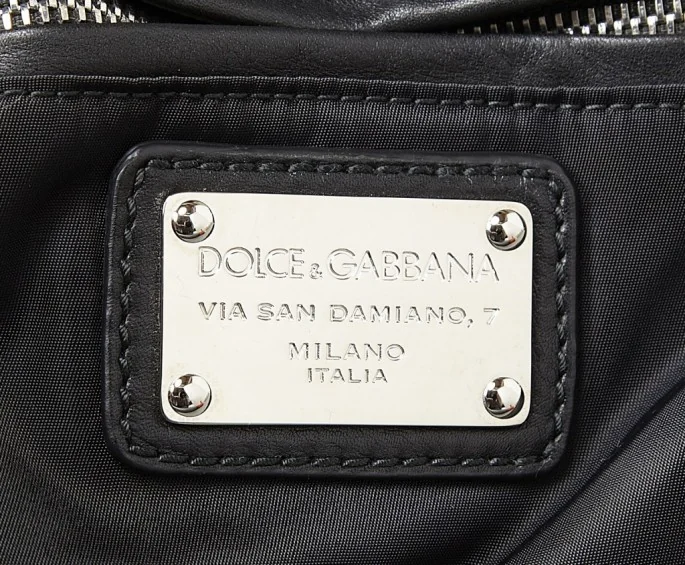 DOLCE & GABBANA
VIA SAN DAMIANO, 7
MILANO
ITALIA